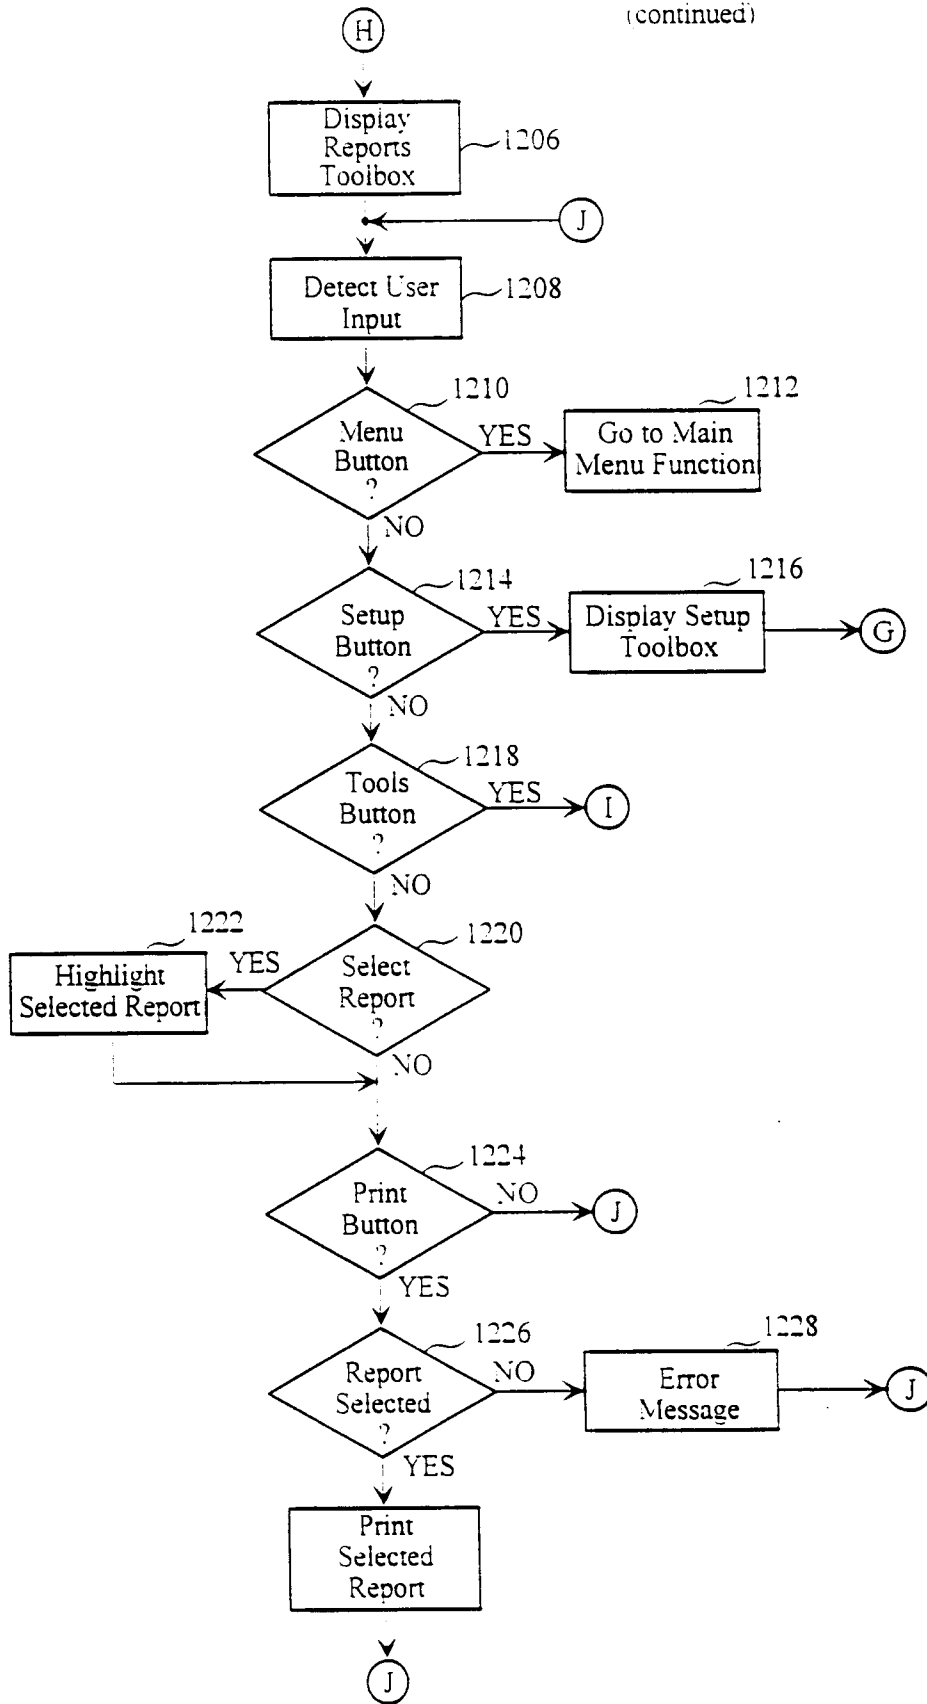 (continued)
H
Display
Reports
Toolbox
1206
J
Detect User
Input
1208
1210
Menu
Button
?
YES
1212
Go to Main
Menu Function
NO
1214
Setup
Button
?
YES
1216
Display Setup
Toolbox
G
NO
1218
Tools
Button
?
YES
I
NO
1222
Highlight
Selected Report
YES
1220
Select
Report
?
NO
1224
Print
Button
?
NO
J
YES
1226
Report
Selected
?
NO
1228
Error
Message
J
YES
Print
Selected
Report
J